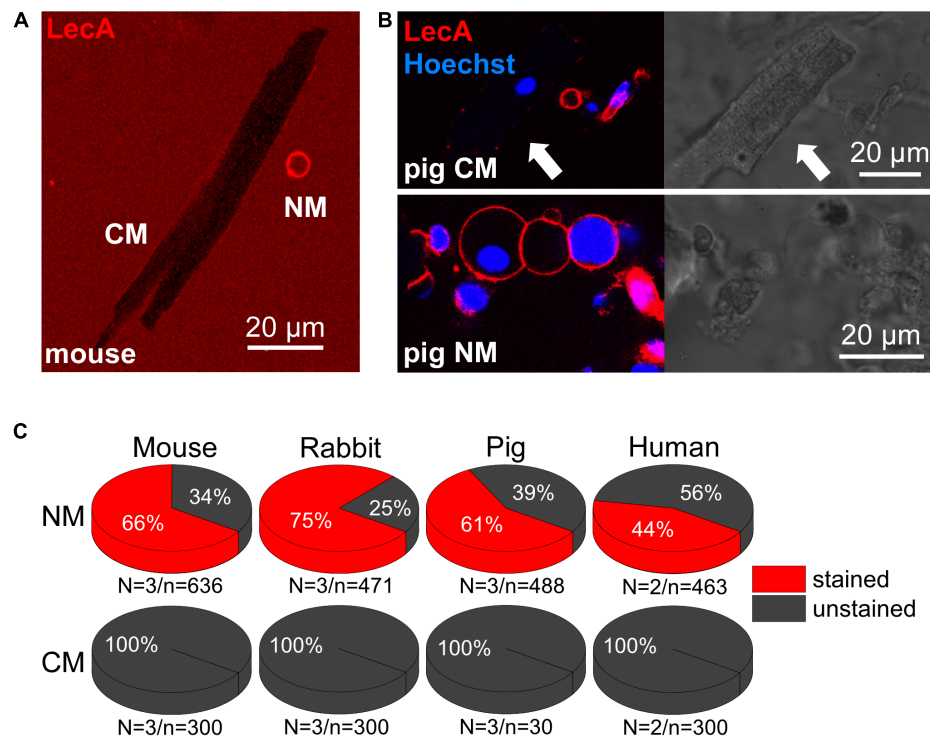 A
LecA
CM
NM
20 µm
mouse
B
LecA
Hoechst
pig CM
20 µm
pig NM
20 µm
C
Mouse Rabbit Pig Human
NM
34% 25% 39% 56%
66% 75% 61% 44%
N=3/n=636 N=3/n=471 N=3/n=488 N=2/n=463
stained
unstained
CM
100% 100% 100% 100%
N=3/n=300 N=3/n=300 N=3/n=30 N=2/n=300